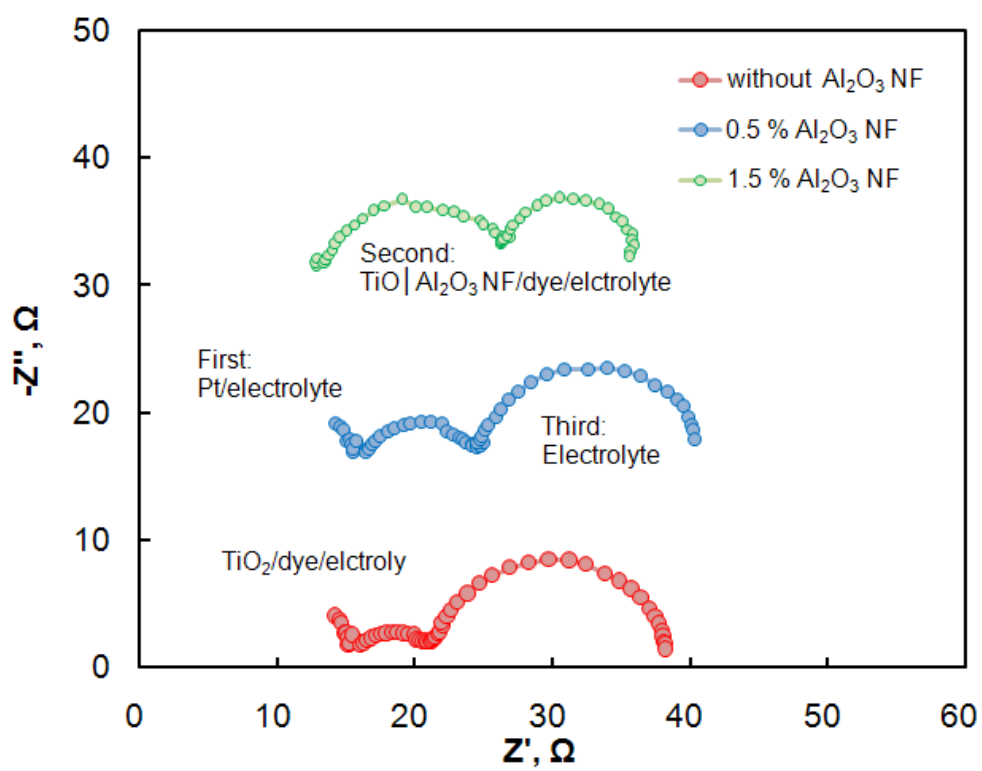 50
40
30
20
10
0
-Z", Ω
without Al₂O₃ NF
0.5 % Al₂O₃ NF
1.5 % Al₂O₃ NF
Second:
TiO|Al₂O₃ NF/dye/elctrolyte
First:
Pt/electrolyte
Third:
Electrolyte
TiO₂/dye/elctroly
0 10 20 30 40 50 60
Z', Ω